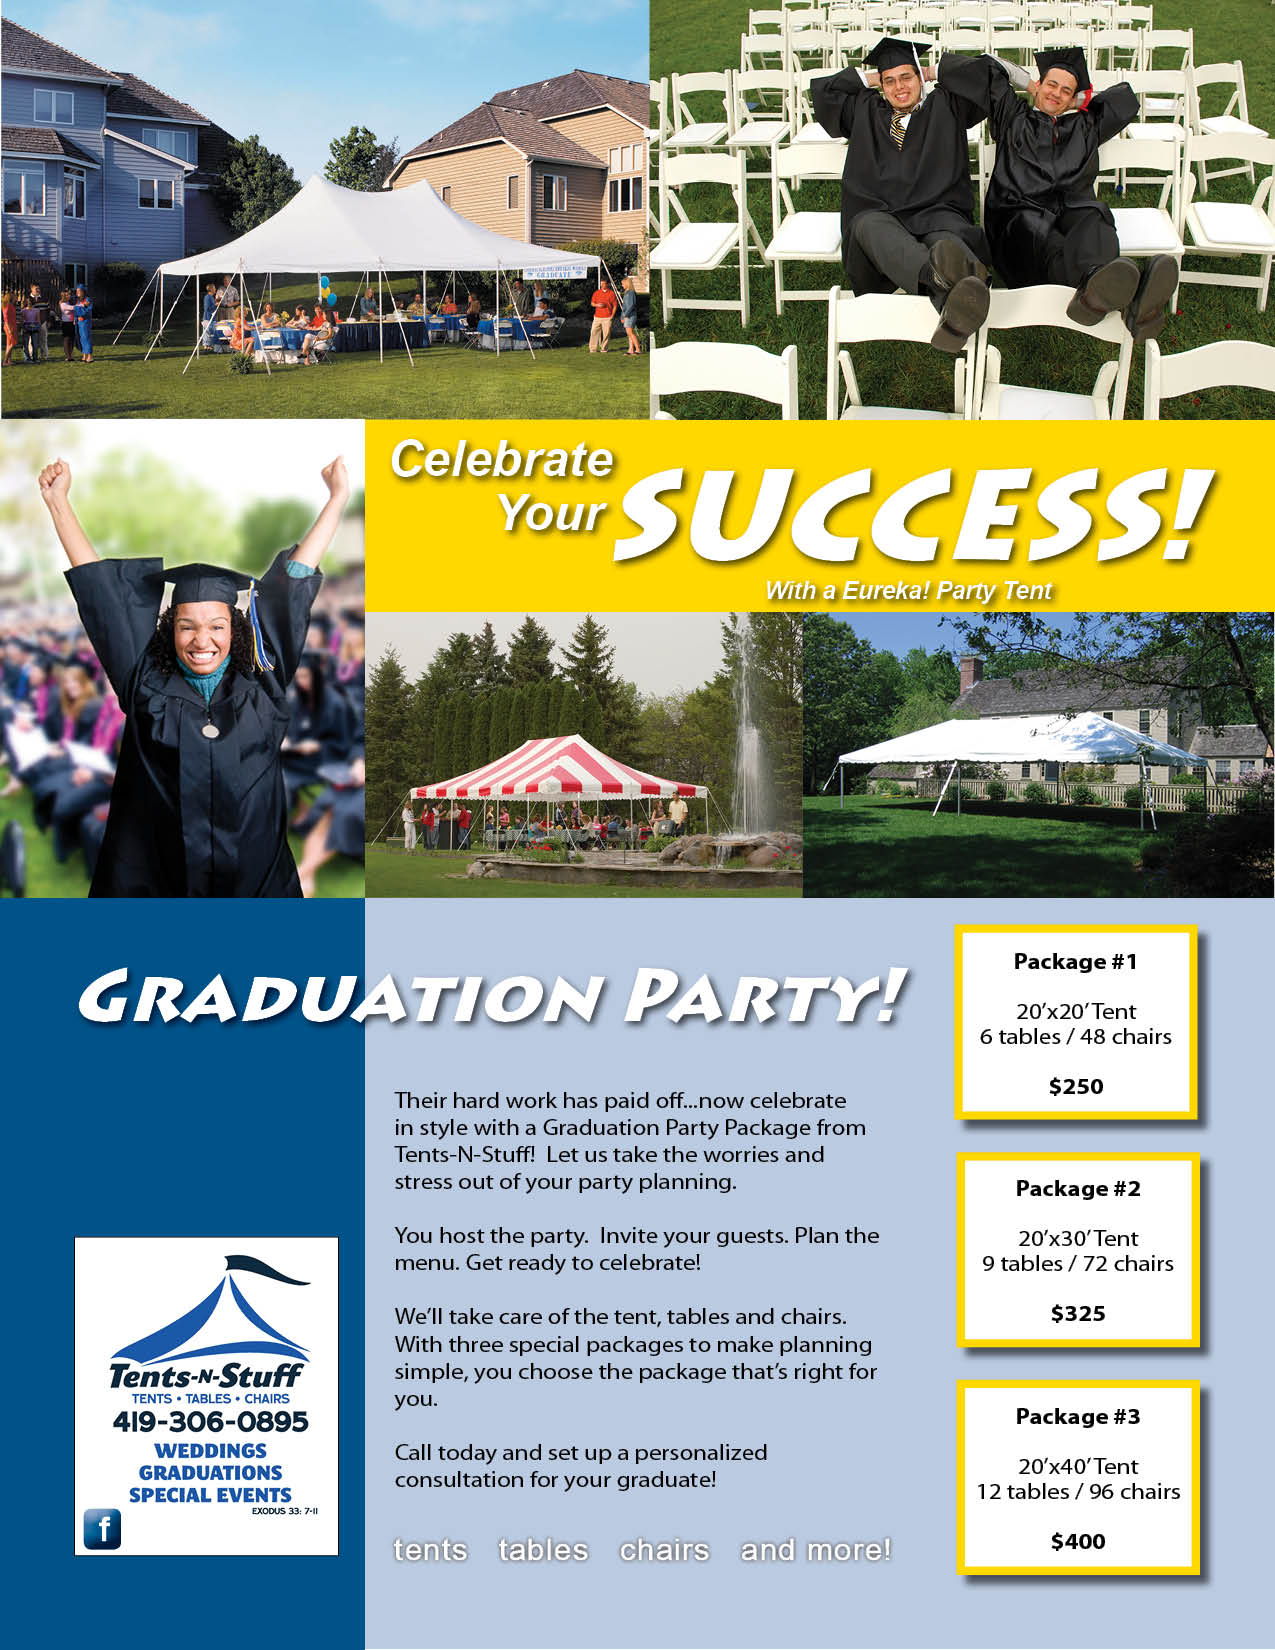 GRADUATE
Celebrate
Your
SUCCESS!
With a Eureka! Party Tent
GRADUATION PARTY!
Their hard work has paid off...now celebrate
in style with a Graduation Party Package from
Tents-N-Stuff!  Let us take the worries and
stress out of your party planning.
You host the party.  Invite your guests. Plan the
menu. Get ready to celebrate!
We'll take care of the tent, tables and chairs.
With three special packages to make planning
simple, you choose the package that's right for
you.
Call today and set up a personalized
consultation for your graduate!
tents tables chairs and more!
Package #1
20'x20' Tent
6 tables / 48 chairs
$250
Package #2
20'x30' Tent
9 tables / 72 chairs
$325
Package #3
20'x40' Tent
12 tables / 96 chairs
$400
Tents-N-Stuff
TENTS • TABLES • CHAIRS
419-306-0895
WEDDINGS
GRADUATIONS
SPECIAL EVENTS
EXODUS 33: 7-11
f